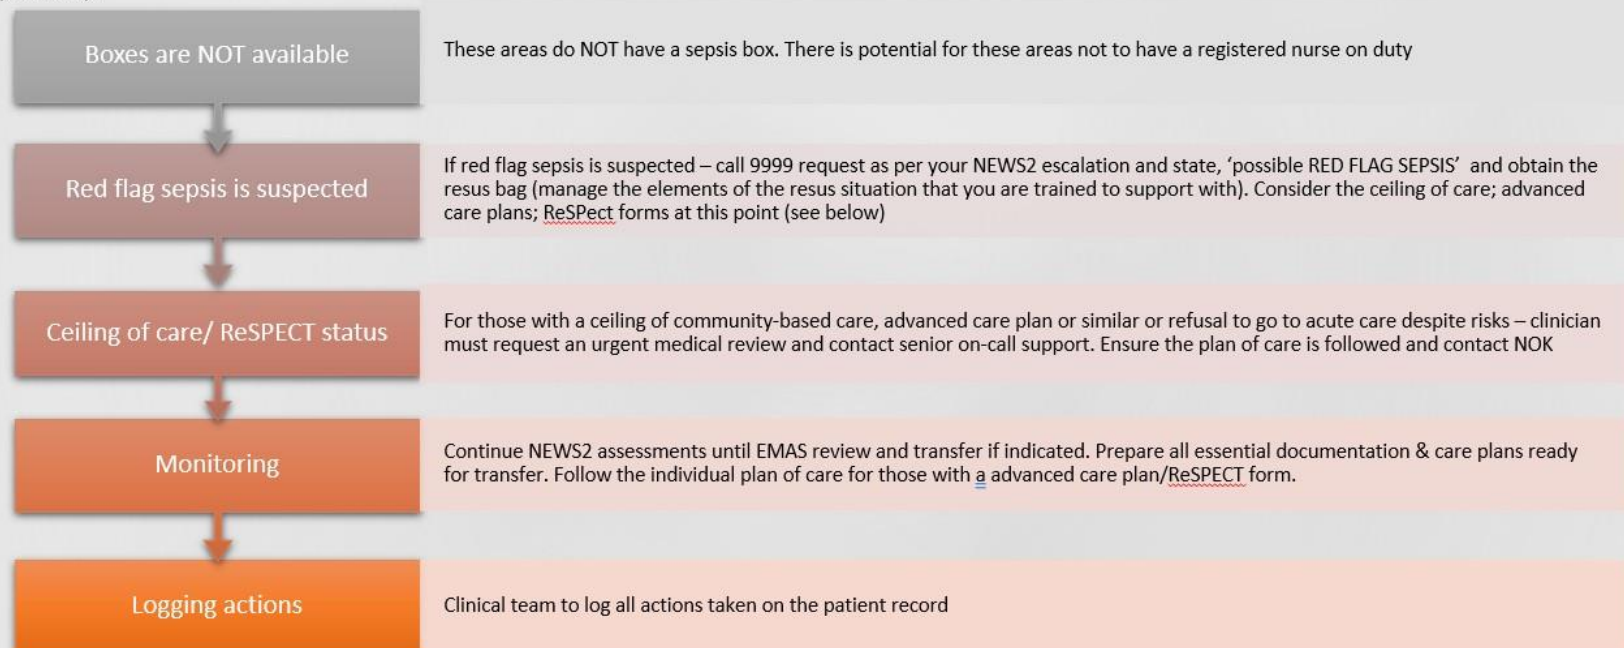 Boxes are NOT available
These areas do NOT have a sepsis box. There is potential for these areas not to have a registered nurse on duty
Red flag sepsis is suspected
If red flag sepsis is suspected – call 9999 request as per your NEWS2 escalation and state, ‘possible RED FLAG SEPSIS’ and obtain the
resus bag (manage the elements of the resus situation that you are trained to support with). Consider the ceiling of care; advanced
care plans; ReSPect forms at this point (see below)
Ceiling of care/ ReSPECT status
For those with a ceiling of community-based care, advanced care plan or similar or refusal to go to acute care despite risks – clinician
must request an urgent medical review and contact senior on-call support. Ensure the plan of care is followed and contact NOK
Monitoring
Continue NEWS2 assessments until EMAS review and transfer if indicated. Prepare all essential documentation & care plans ready
for transfer. Follow the individual plan of care for those with a advanced care plan/ReSPECT form.
Logging actions
Clinical team to log all actions taken on the patient record